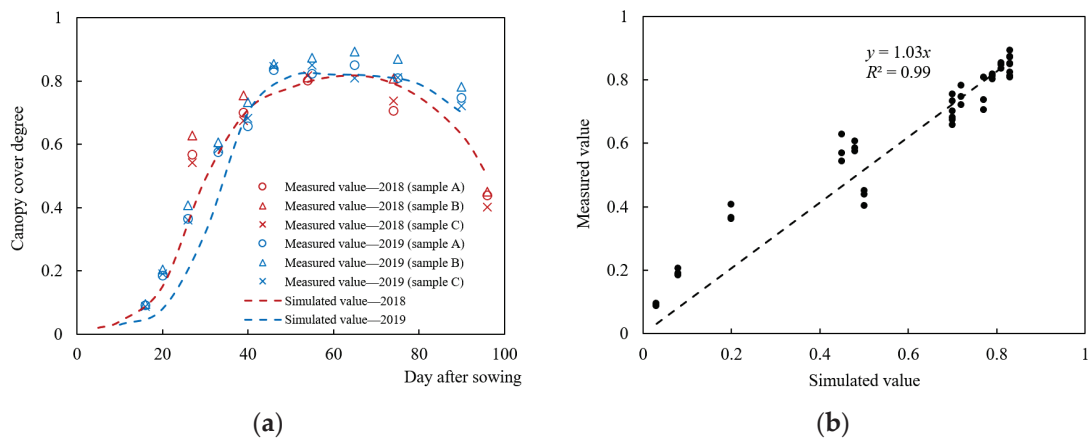 1
0.8
0.6
0.4
0.2
0
Canopy cover degree
0 20 40 60 80 100
Day after sowing
Measured value—2018 (sample A)
Measured value—2018 (sample B)
Measured value—2018 (sample C)
Measured value—2019 (sample A)
Measured value—2019 (sample B)
Measured value—2019 (sample C)
Simulated value—2018
Simulated value—2019
(a)
1
0.8
0.6
0.4
0.2
0
Measured value
y = 1.03x
R² = 0.99
0 0.2 0.4 0.6 0.8 1
Simulated value
(b)